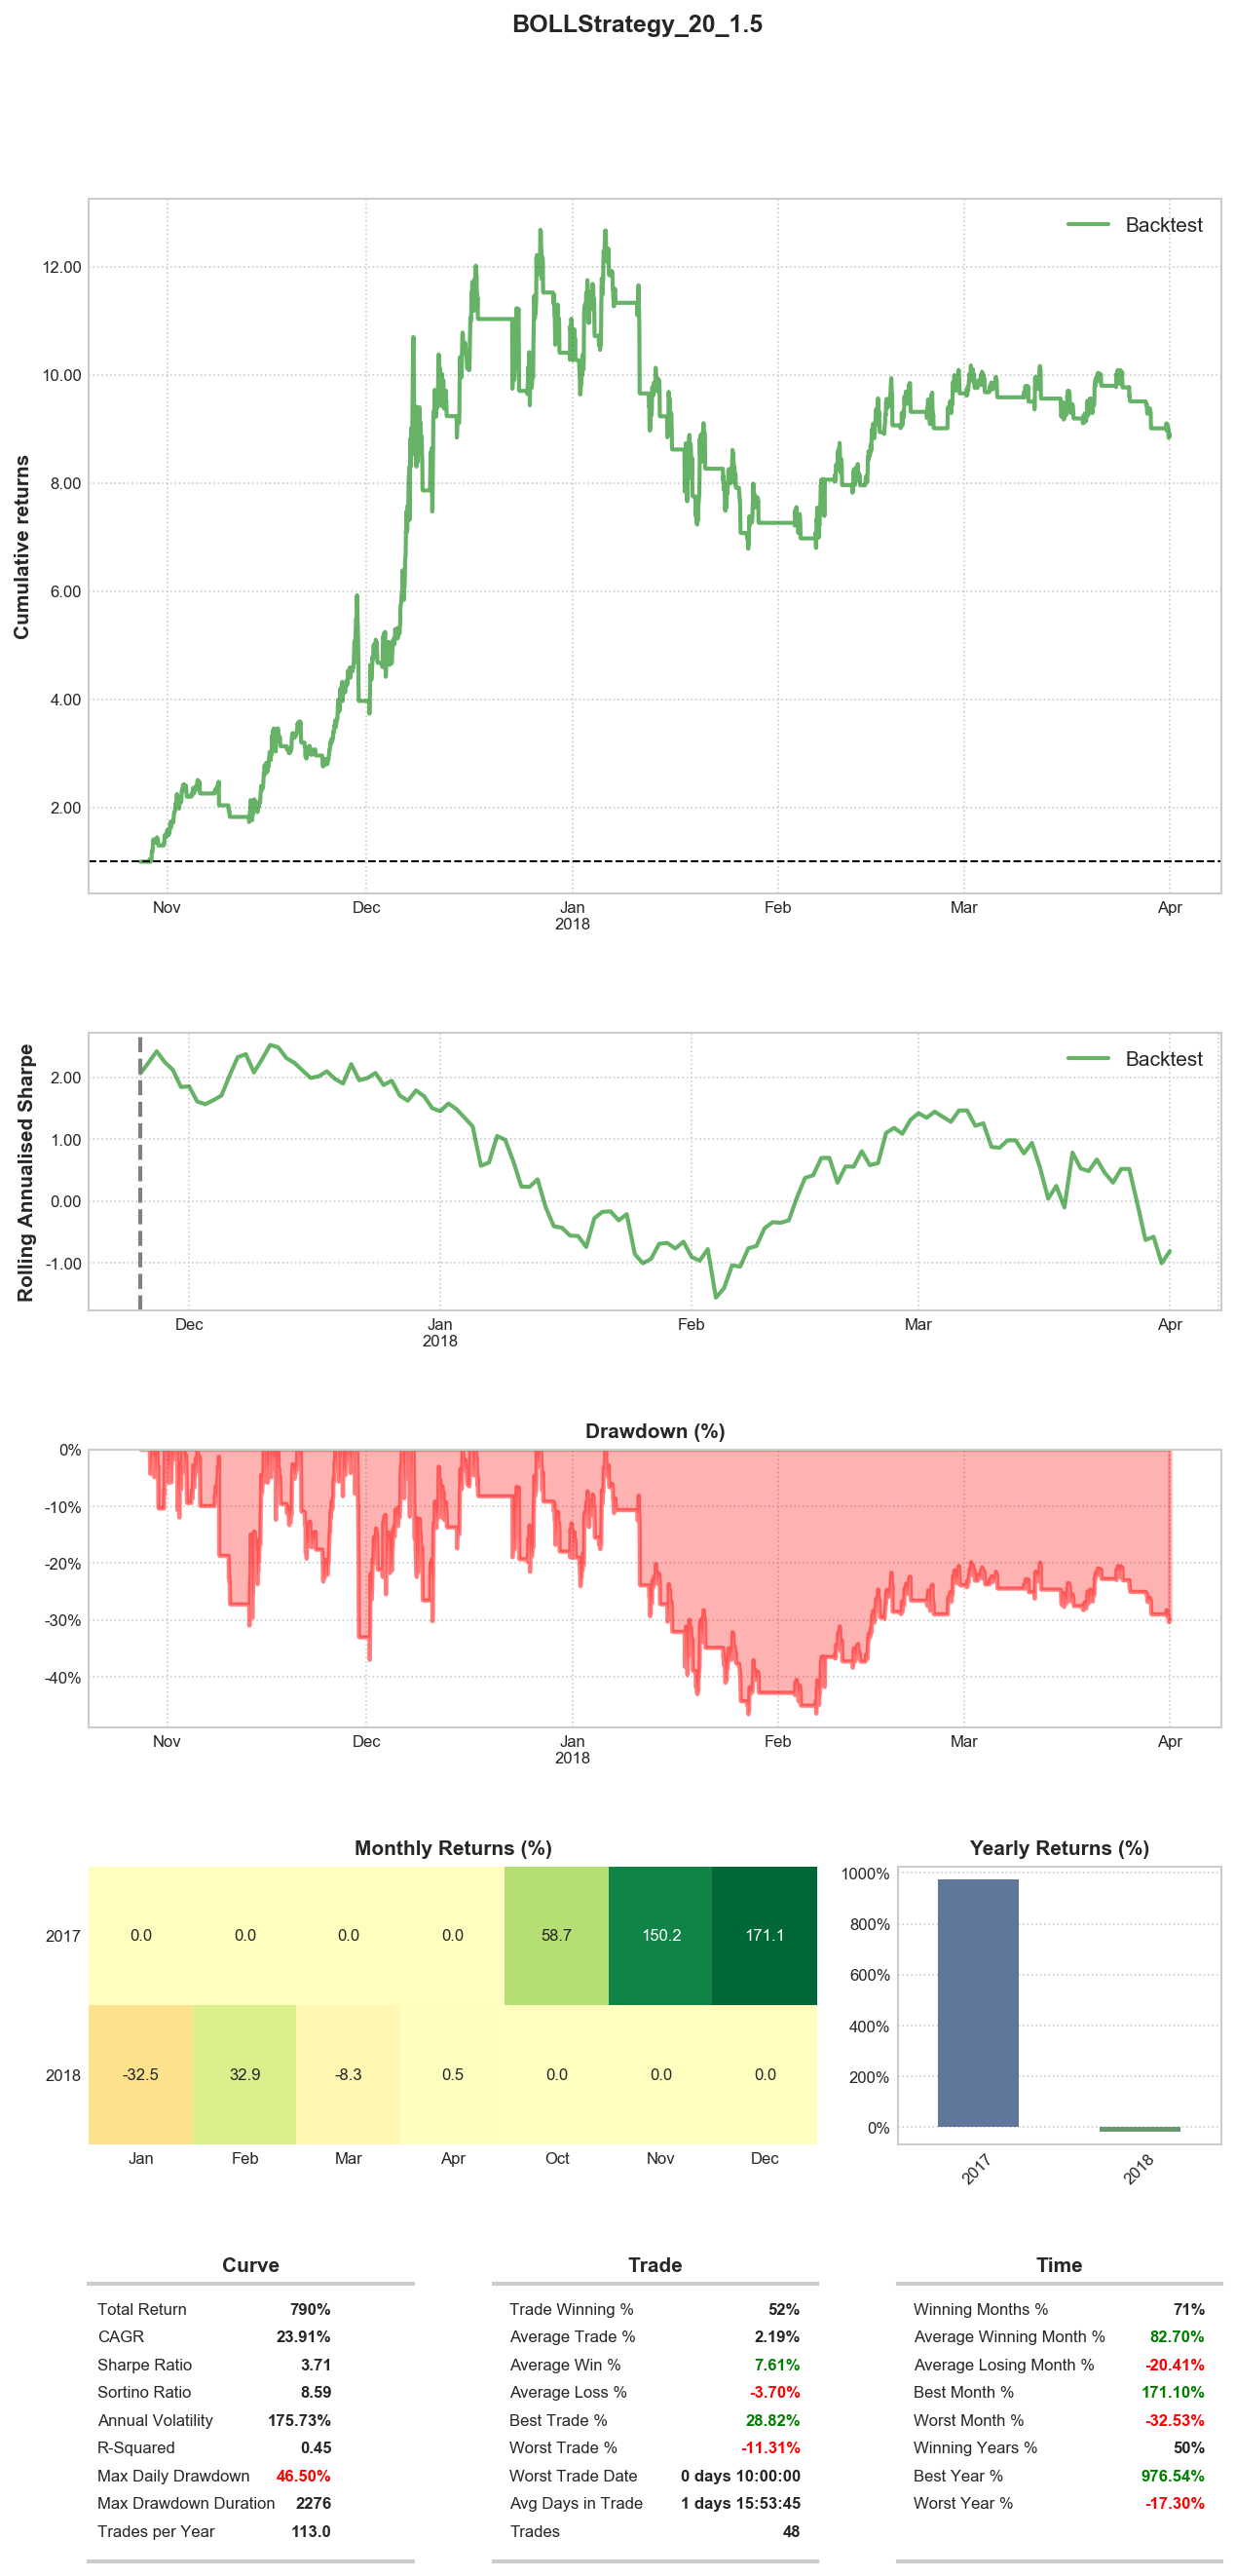 BOLLStrategy_20_1.5
Cumulative returns
Backtest
12.00
10.00
8.00
6.00
4.00
2.00
Nov Dec Jan Feb Mar Apr
2018
Rolling Annualised Sharpe
Backtest
2.00
1.00
0.00
-1.00
Dec Jan Feb Mar Apr
2018
Drawdown (%)
0%
-10%
-20%
-30%
-40%
Nov Dec Jan Feb Mar Apr
2018
Monthly Returns (%)
2017 0.0 0.0 0.0 0.0 58.7 150.2 171.1
2018 -32.5 32.9 -8.3 0.5 0.0 0.0 0.0
Jan Feb Mar Apr Oct Nov Dec
Yearly Returns (%)
1000%
800%
600%
400%
200%
0%
2017 2018
Curve
Total Return 790%
CAGR 23.91%
Sharpe Ratio 3.71
Sortino Ratio 8.59
Annual Volatility 175.73%
R-Squared 0.45
Max Daily Drawdown 46.50%
Max Drawdown Duration 2276
Trades per Year 113.0
Trade
Trade Winning % 52%
Average Trade % 2.19%
Average Win % 7.61%
Average Loss % -3.70%
Best Trade % 28.82%
Worst Trade % -11.31%
Worst Trade Date 0 days 10:00:00
Avg Days in Trade 1 days 15:53:45
Trades 48
Time
Winning Months % 71%
Average Winning Month % 82.70%
Average Losing Month % -20.41%
Best Month % 171.10%
Worst Month % -32.53%
Winning Years % 50%
Best Year % 976.54%
Worst Year % -17.30%